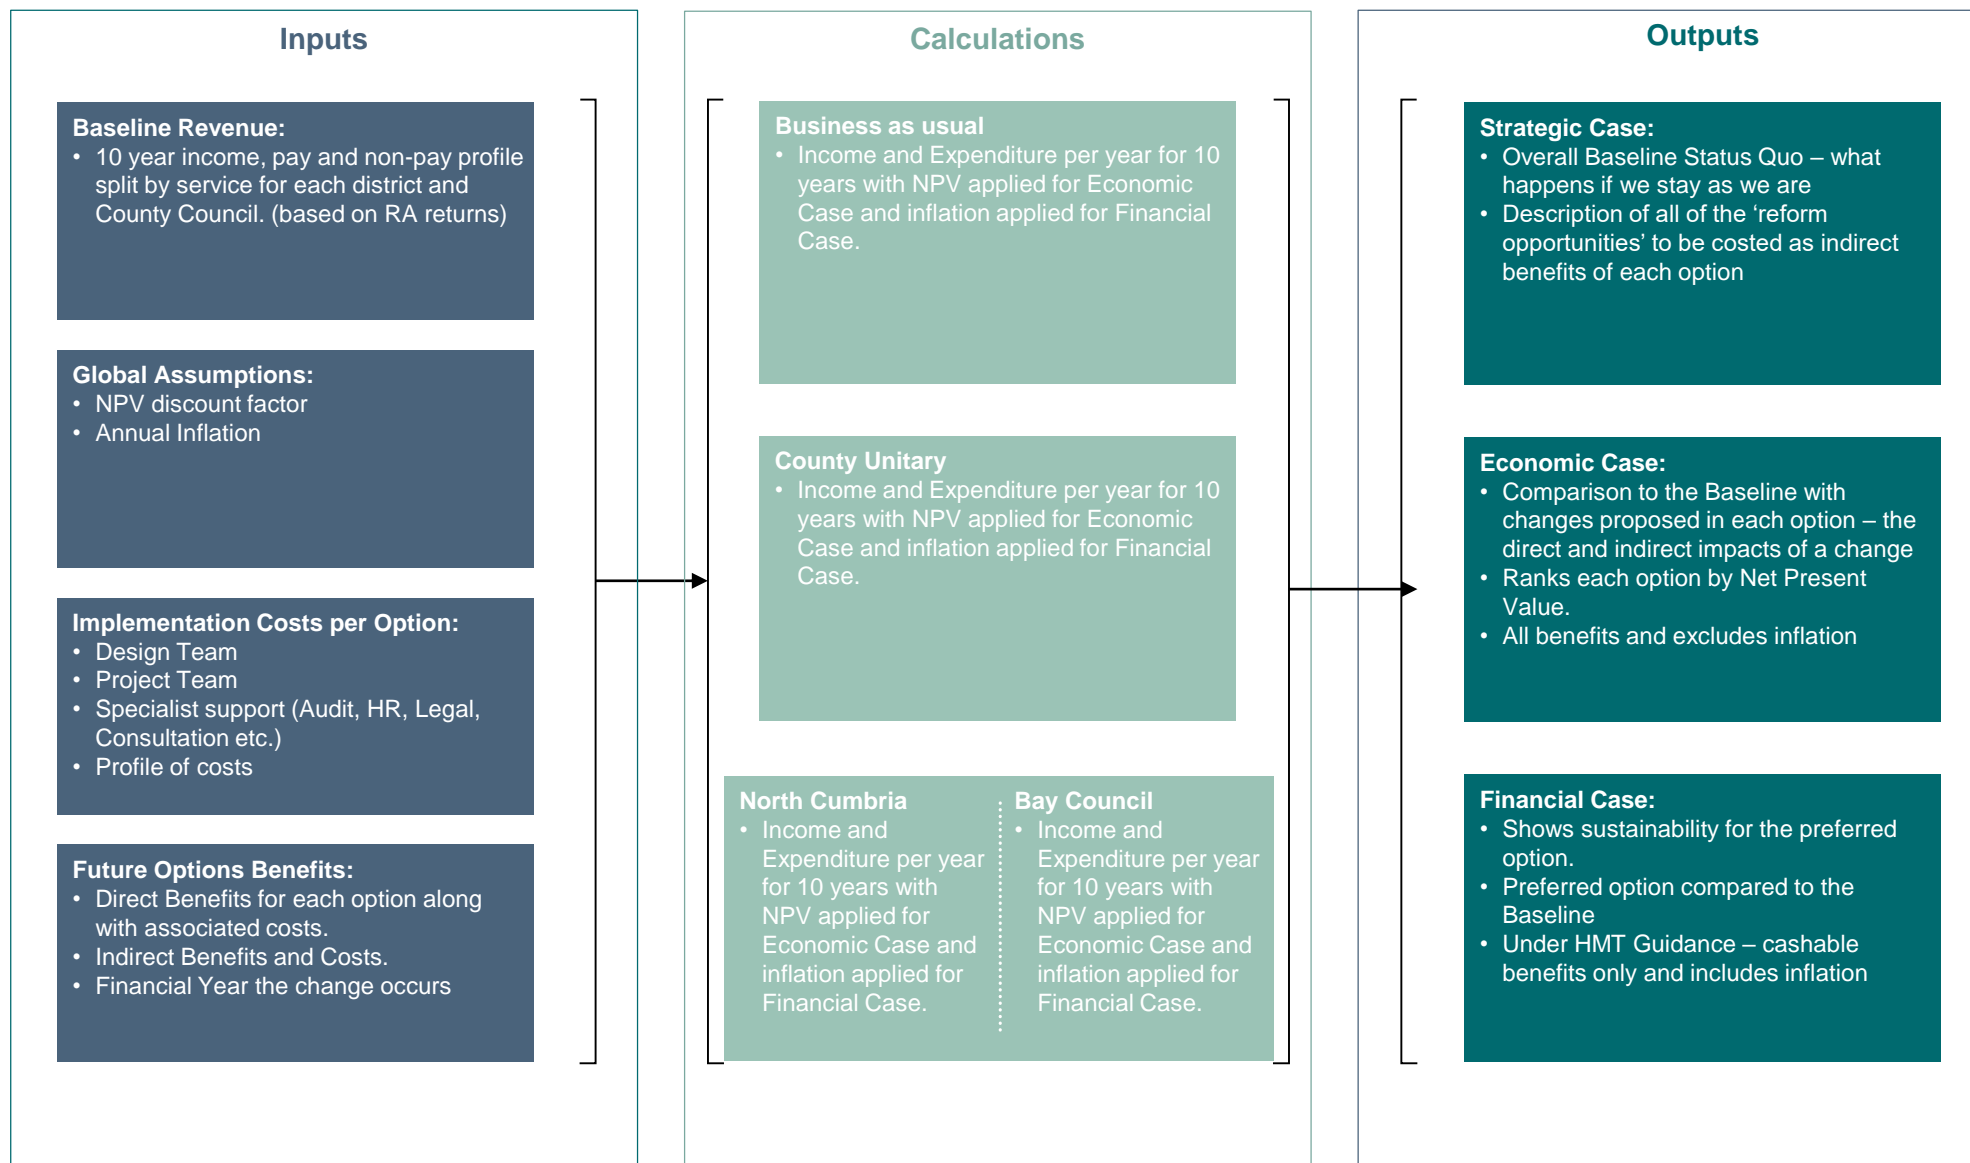 Inputs
Baseline Revenue:
• 10 year income, pay and non-pay profile
split by service for each district and
County Council. (based on RA returns)
Global Assumptions:
• NPV discount factor
• Annual Inflation
Implementation Costs per Option:
• Design Team
• Project Team
• Specialist support (Audit, HR, Legal,
Consultation etc.)
• Profile of costs
Future Options Benefits:
• Direct Benefits for each option along
with associated costs.
• Indirect Benefits and Costs.
• Financial Year the change occurs
Calculations
Business as usual
• Income and Expenditure per year for 10
years with NPV applied for Economic
Case and inflation applied for Financial
Case.
County Unitary
• Income and Expenditure per year for 10
years with NPV applied for Economic
Case and inflation applied for Financial
Case.
North Cumbria
• Income and
Expenditure per year
for 10 years with
NPV applied for
Economic Case and
inflation applied for
Financial Case.
Bay Council
• Income and
Expenditure per year
for 10 years with
NPV applied for
Economic Case and
inflation applied for
Financial Case.
Outputs
Strategic Case:
• Overall Baseline Status Quo – what
happens if we stay as we are
• Description of all of the ‘reform
opportunities’ to be costed as indirect
benefits of each option
Economic Case:
• Comparison to the Baseline with
changes proposed in each option – the
direct and indirect impacts of a change
• Ranks each option by Net Present
Value.
• All benefits and excludes inflation
Financial Case:
• Shows sustainability for the preferred
option.
• Preferred option compared to the
Baseline
• Under HMT Guidance – cashable
benefits only and includes inflation